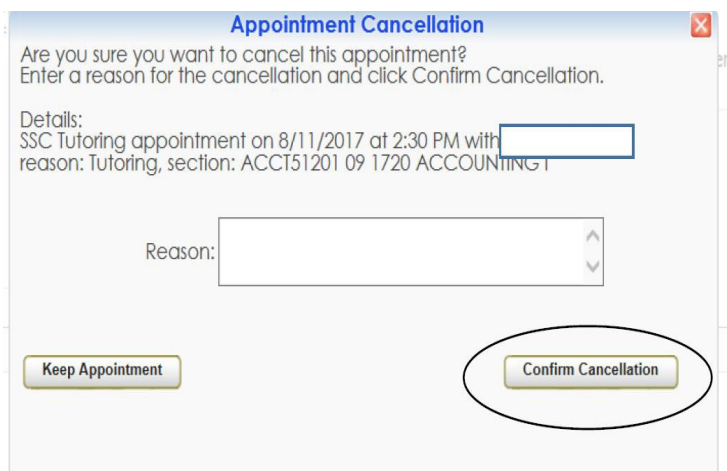 Appointment Cancellation
Are you sure you want to cancel this appointment?
Enter a reason for the cancellation and click Confirm Cancellation.
Details:
SSC Tutoring appointment on 8/11/2017 at 2:30 PM with
reason: Tutoring, section: ACCT51201 09 1720 ACCOUNTING I
Reason:
Keep Appointment
Confirm Cancellation